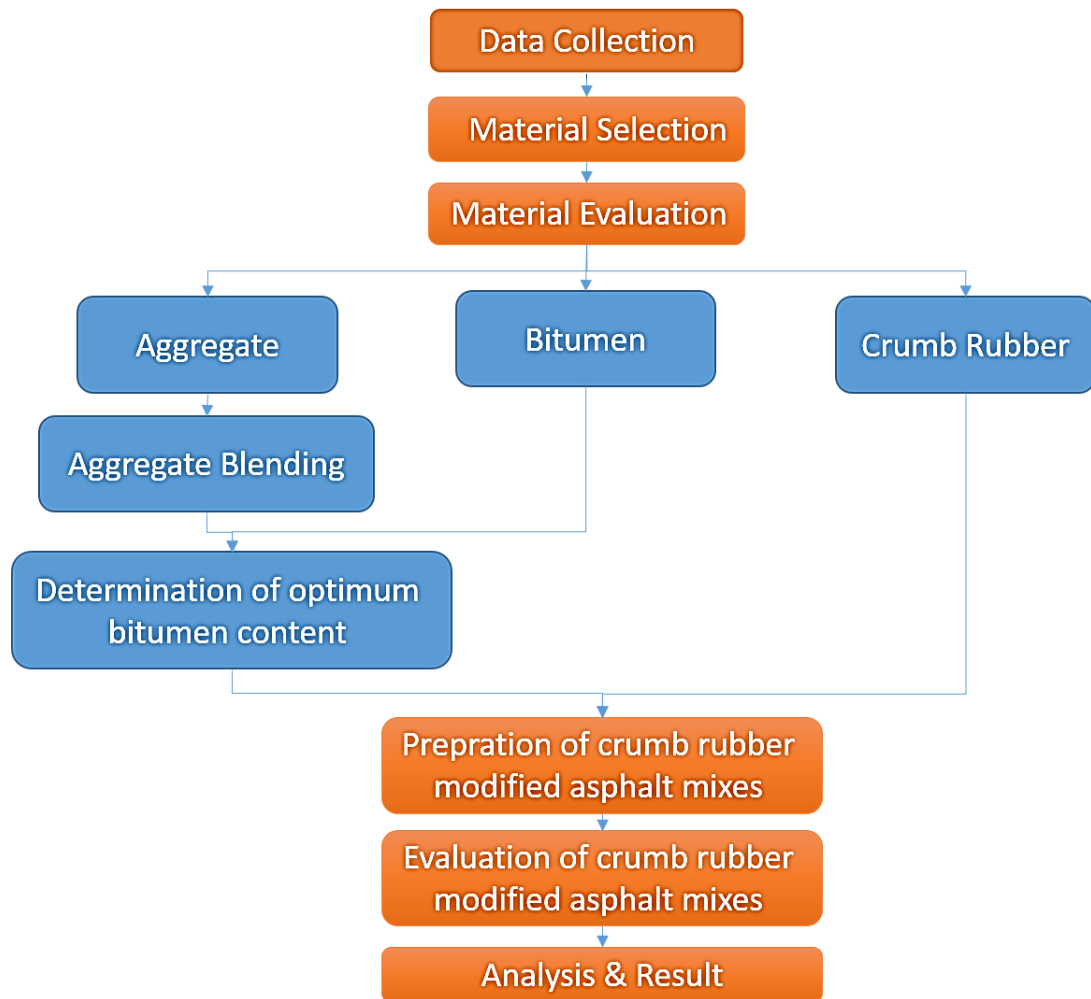 Data Collection
Material Selection
Material Evaluation
Aggregate
Bitumen
Crumb Rubber
Aggregate Blending
Determination of optimum
bitumen content
Prepration of crumb rubber
modified asphalt mixes
Evaluation of crumb rubber
modified asphalt mixes
Analysis & Result